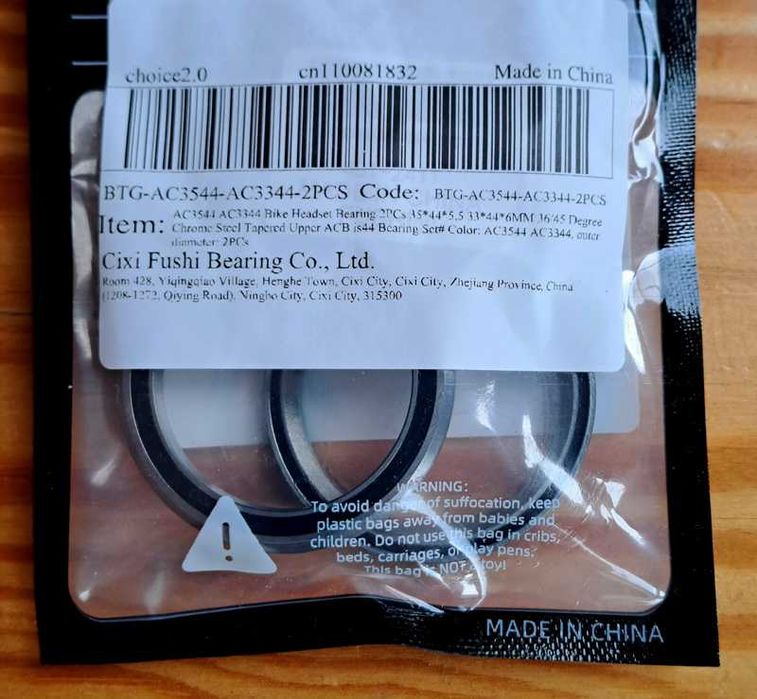 choice2.0 cn110081832 Made in China
BTG-AC3544-AC3344-2PCS Code: BTG-AC3544-AC3344-2PCS
Item: AC3544 AC3344 Bike Headset Bearing 2PCs 35*44*5.5 33*44*6MM 36/45 Degree
Chrome Steel Tapered Upper ACB is44 Bearing Set# Color: AC3544 AC3344, outer
diameter: 2PCs
Cixi Fushi Bearing Co., Ltd.
Room 428, Yiqingqiao Village, Henghe Town, Cixi City, Cixi City, Zhejiang Province, China
(1208-1272, Qiying Road), Ningbo City, Cixi City, 315300
WARNING:
To avoid danger of suffocation, keep
plastic bags away from babies and
children. Do not use this bag in cribs,
beds, carriages, or play pens.
This bag is NOT a toy!
MADE IN CHINA